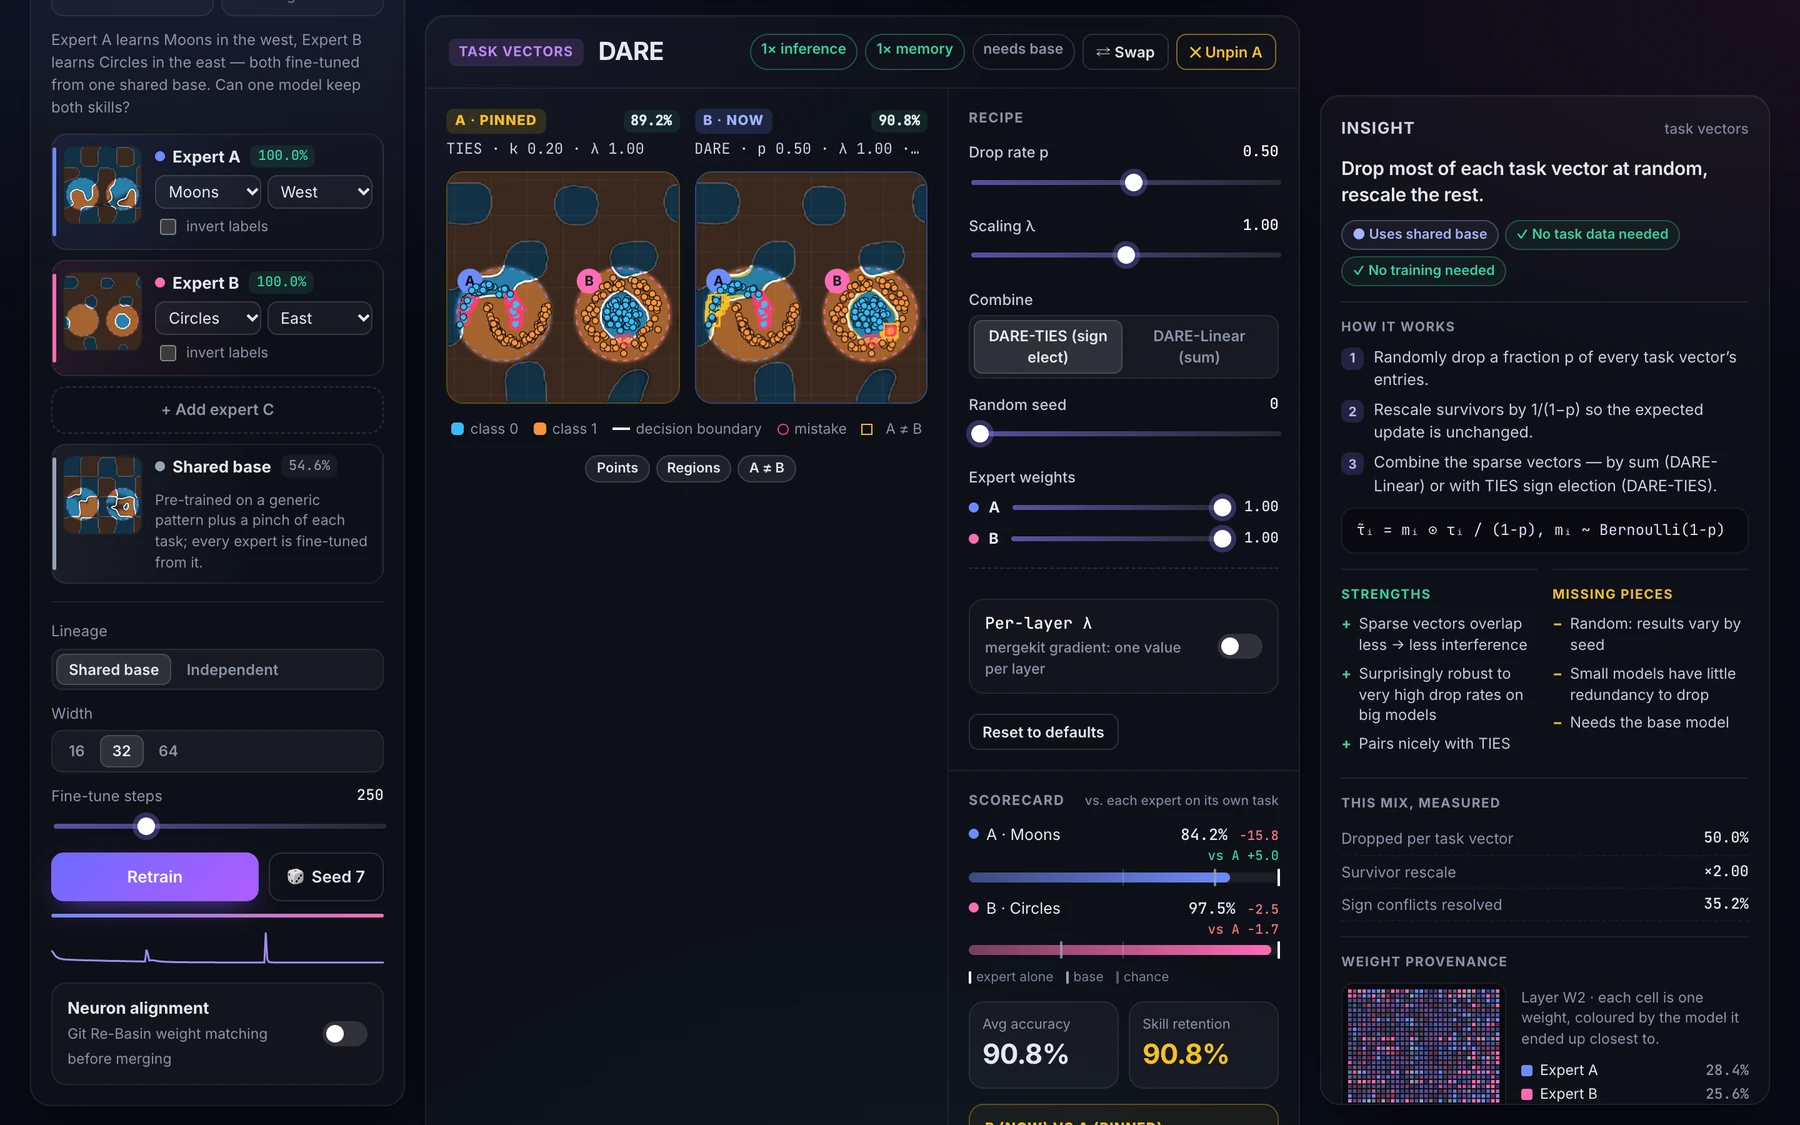 Expert A learns Moons in the west, Expert B
learns Circles in the east — both fine-tuned
from one shared base. Can one model keep
both skills?
Expert A 100.0%
Moons West
invert labels
Expert B 100.0%
Circles East
invert labels
+ Add expert C
Shared base 54.6%
Pre-trained on a generic
pattern plus a pinch of each
task; every expert is fine-tuned
from it.
Lineage
Shared base Independent
Width
16 32 64
Fine-tune steps 250
Retrain Seed 7
Neuron alignment
Git Re-Basin weight matching
before merging
TASK VECTORS DARE 1× inference 1× memory needs base ⇄ Swap ✕ Unpin A
A · PINNED 89.2%
TIES · k 0.20 · λ 1.00
B · NOW 90.8%
DARE · p 0.50 · λ 1.00 ·…
A B
A B
class 0 class 1 decision boundary mistake A ≠ B
Points Regions A ≠ B
RECIPE
Drop rate p 0.50
Scaling λ 1.00
Combine
DARE-TIES (sign
elect)
DARE-Linear
(sum)
Random seed 0
Expert weights
A 1.00
B 1.00
Per-layer λ
mergekit gradient: one value
per layer
Reset to defaults
SCORECARD vs. each expert on its own task
A · Moons 84.2% -15.8
vs A +5.0
B · Circles 97.5% -2.5
vs A -1.7
expert alone base chance
Avg accuracy
90.8%
Skill retention
90.8%
B (NOW) VS A (PINNED)
INSIGHT task vectors
Drop most of each task vector at random,
rescale the rest.
Uses shared base ✓ No task data needed
✓ No training needed
HOW IT WORKS
1 Randomly drop a fraction p of every task vector’s
entries.
2 Rescale survivors by 1/(1−p) so the expected
update is unchanged.
3 Combine the sparse vectors — by sum (DARE-
Linear) or with TIES sign election (DARE-TIES).
τ̃ᵢ = mᵢ ⊙ τᵢ / (1-p), mᵢ ~ Bernoulli(1-p)
STRENGTHS
+ Sparse vectors overlap
less → less interference
+ Surprisingly robust to
very high drop rates on
big models
+ Pairs nicely with TIES
MISSING PIECES
– Random: results vary by
seed
– Small models have little
redundancy to drop
– Needs the base model
THIS MIX, MEASURED
Dropped per task vector 50.0%
Survivor rescale ×2.00
Sign conflicts resolved 35.2%
WEIGHT PROVENANCE
Layer W2 · each cell is one
weight, coloured by the model it
ended up closest to.
Expert A 28.4%
Expert B 25.6%